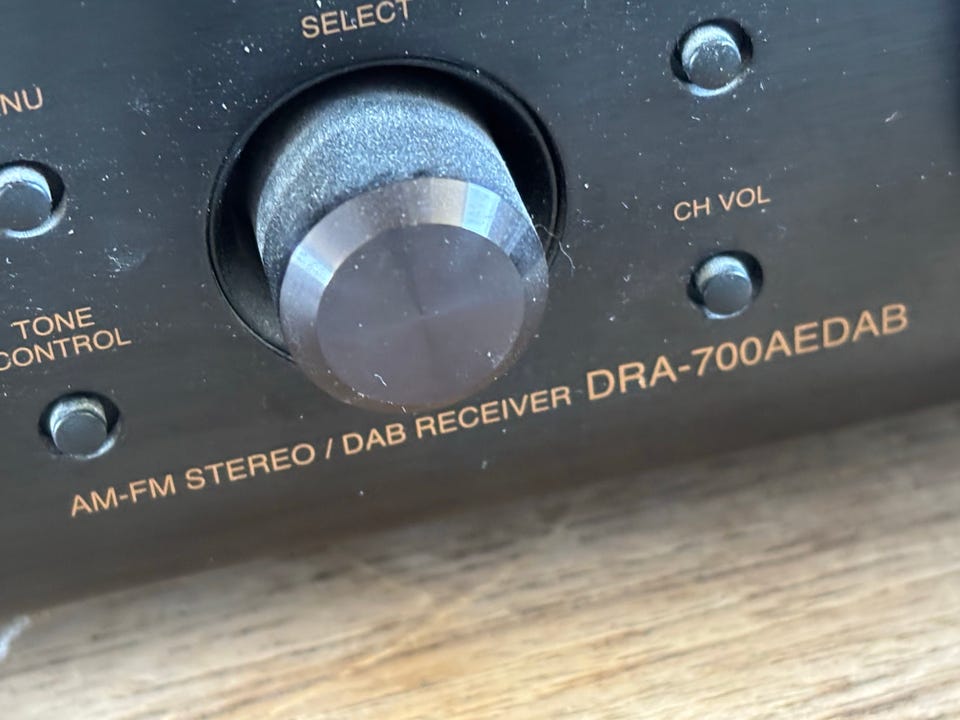 SELECT
NU
CH VOL
TONE
CONTROL
AM-FM STEREO / DAB RECEIVER DRA-700AEDAB